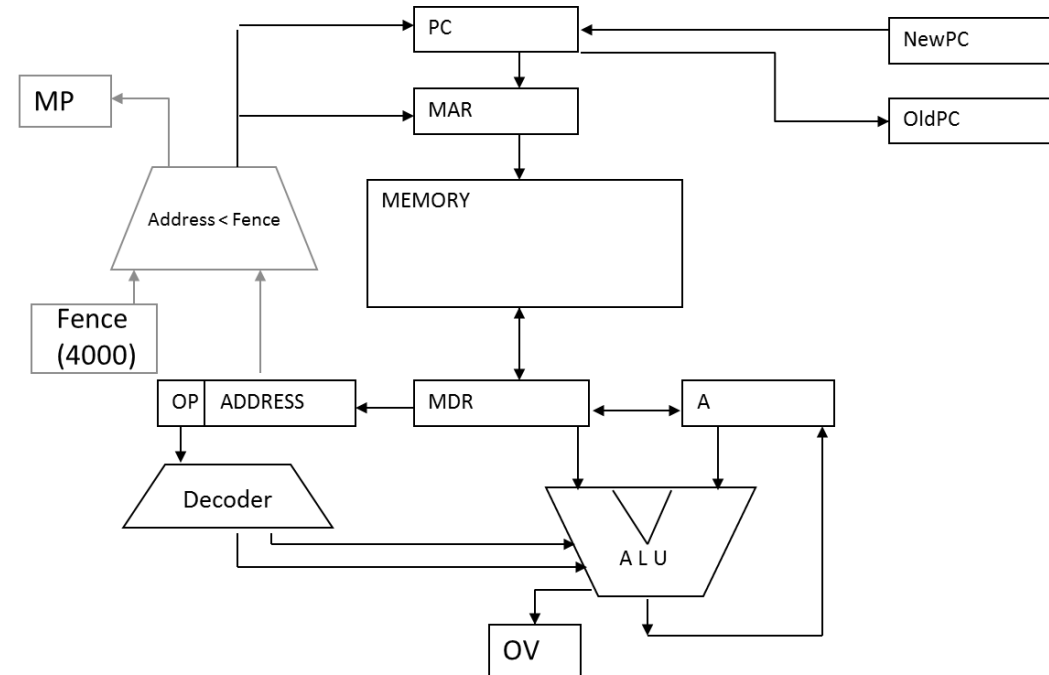 PC
NewPC
MP
MAR
OldPC
MEMORY
Address < Fence
Fence
(4000)
OP
ADDRESS
MDR
A
Decoder
A L U
OV